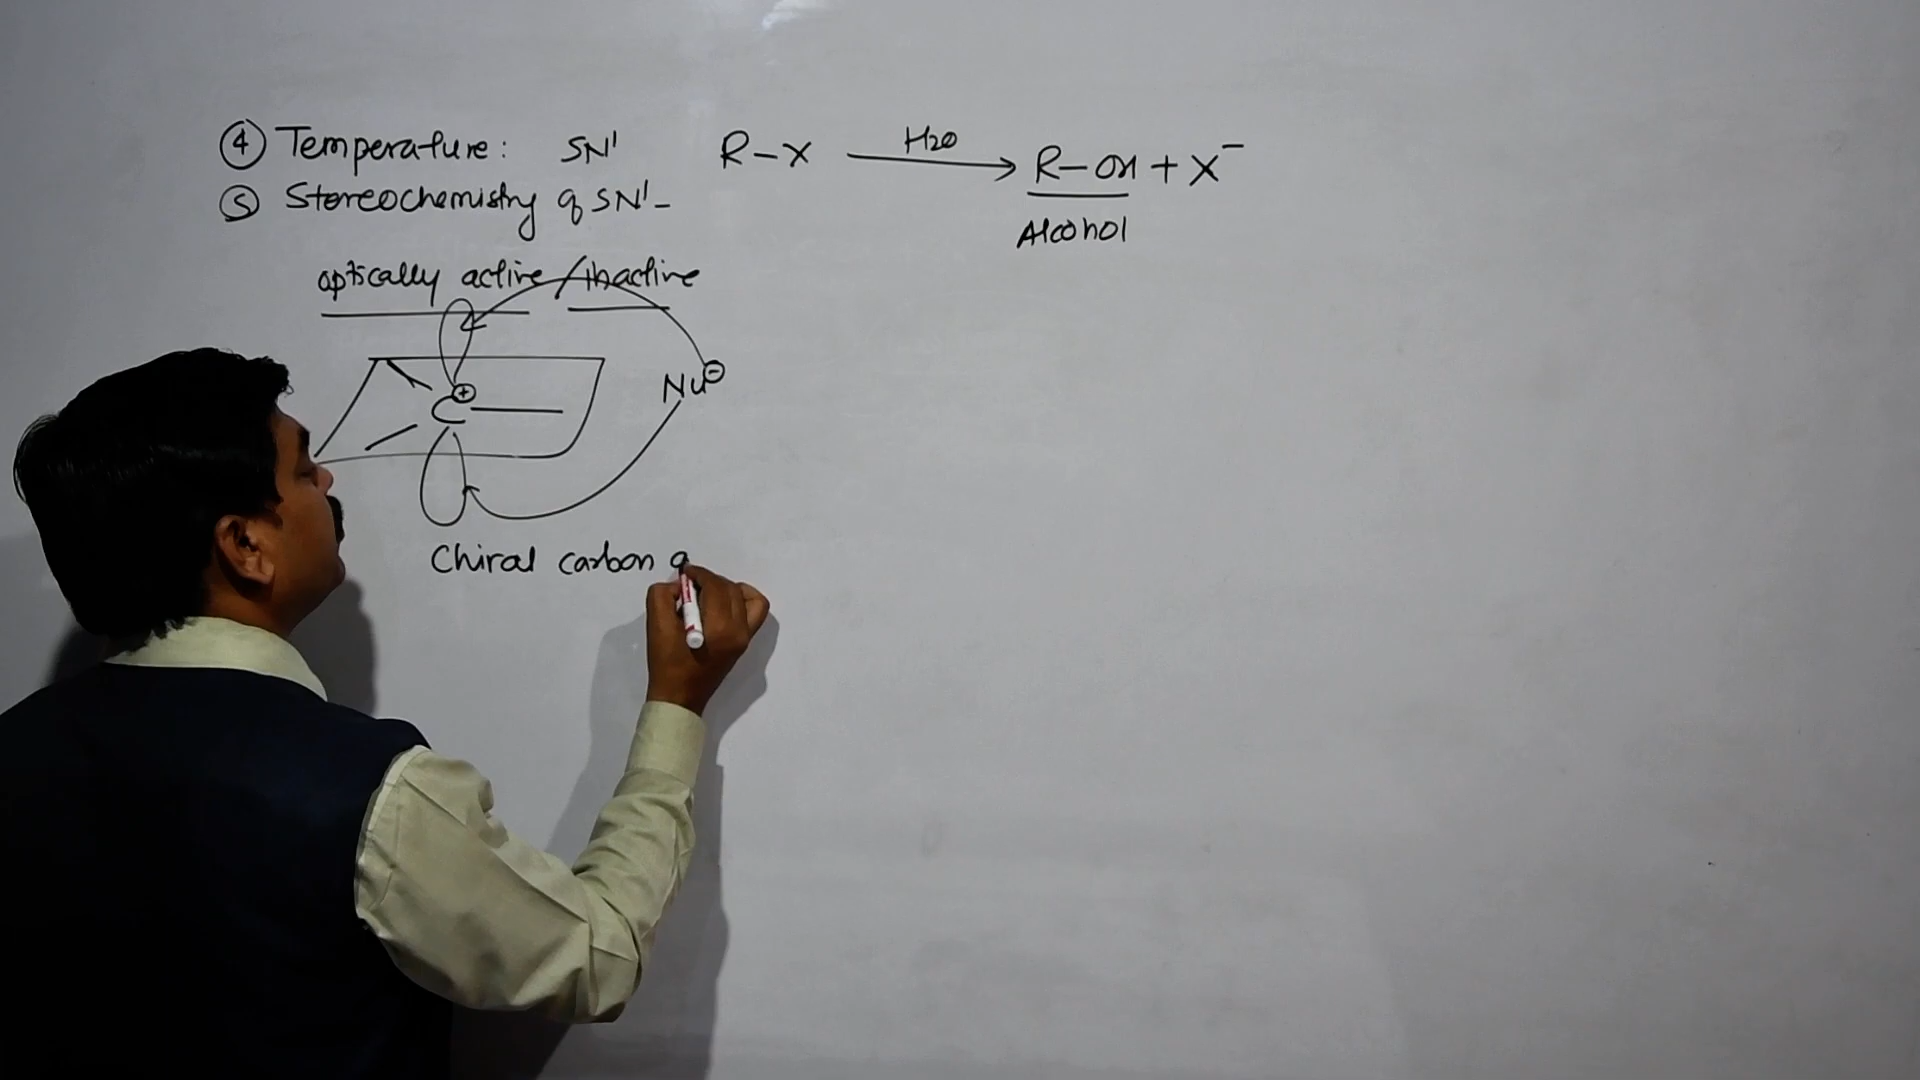 ④ Temperature: SN¹ R-X ⟶ H₂O R-OH + X⁻
⑤ Stereochemistry of SN¹-
Alcohol
optically active / inactive
C⊕
Nu⊖
Chiral carbon a